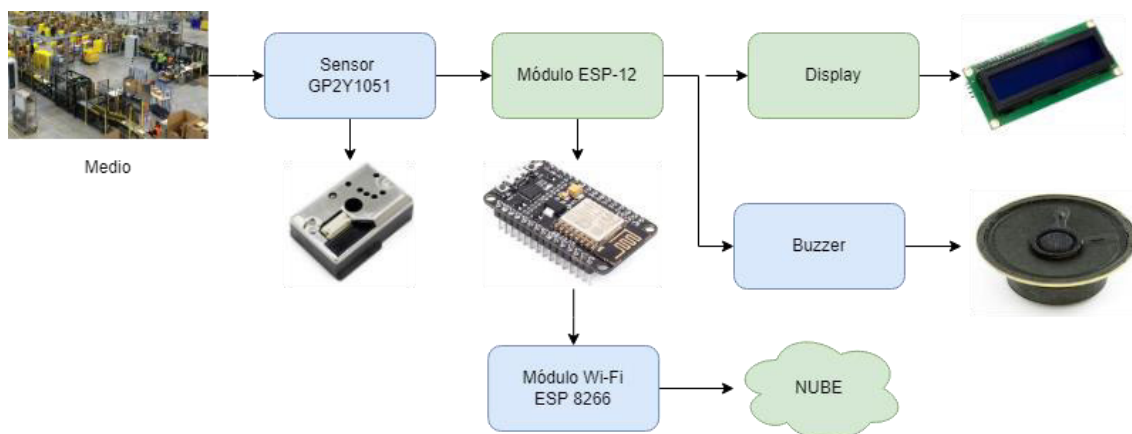 Sensor
GP2Y1051
Módulo ESP-12
Display
Medio
Buzzer
Módulo Wi-Fi
ESP 8266
NUBE